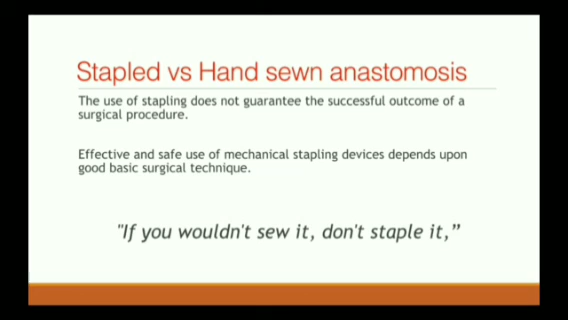 Stapled vs Hand sewn anastomosis
The use of stapling does not guarantee the successful outcome of a
surgical procedure.
Effective and safe use of mechanical stapling devices depends upon
good basic surgical technique.
"If you wouldn't sew it, don't staple it,”